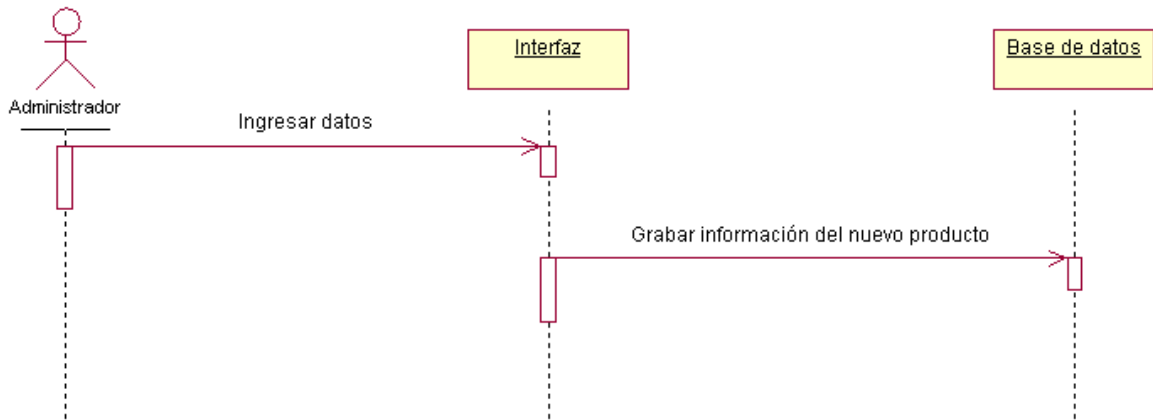 Interfaz
Base de datos
Administrador
Ingresar datos
Grabar información del nuevo producto